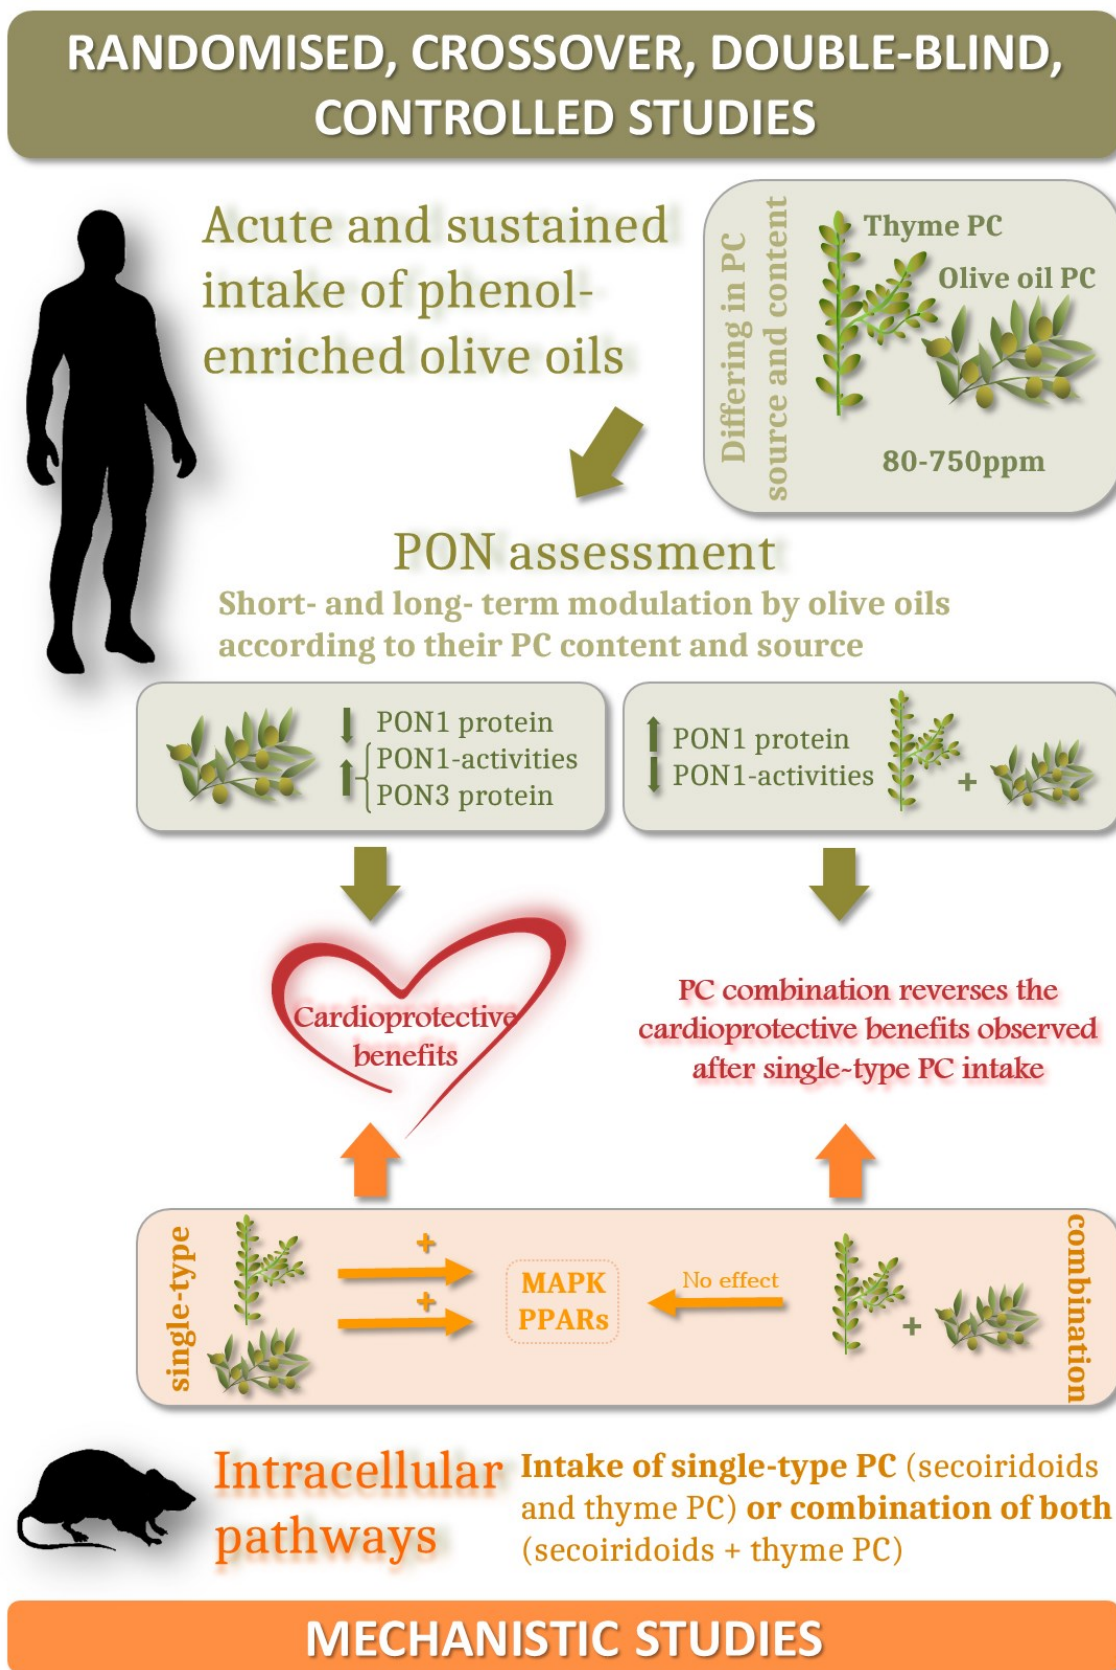 RANDOMISED, CROSSOVER, DOUBLE-BLIND,
CONTROLLED STUDIES
Acute and sustained
intake of phenol-
enriched olive oils
Differing in PC
source and content
Thyme PC
Olive oil PC
80-750ppm
PON assessment
Short- and long- term modulation by olive oils
according to their PC content and source
PON1 protein
PON1-activities
PON3 protein
PON1 protein
PON1-activities
+
Cardioprotective
benefits
PC combination reverses the
cardioprotective benefits observed
after single-type PC intake
single-type
+
+
MAPK
PPARs
No effect
+
combination
Intracellular
pathways
Intake of single-type PC (secoiridoids
and thyme PC) or combination of both
(secoiridoids + thyme PC)
MECHANISTIC STUDIES